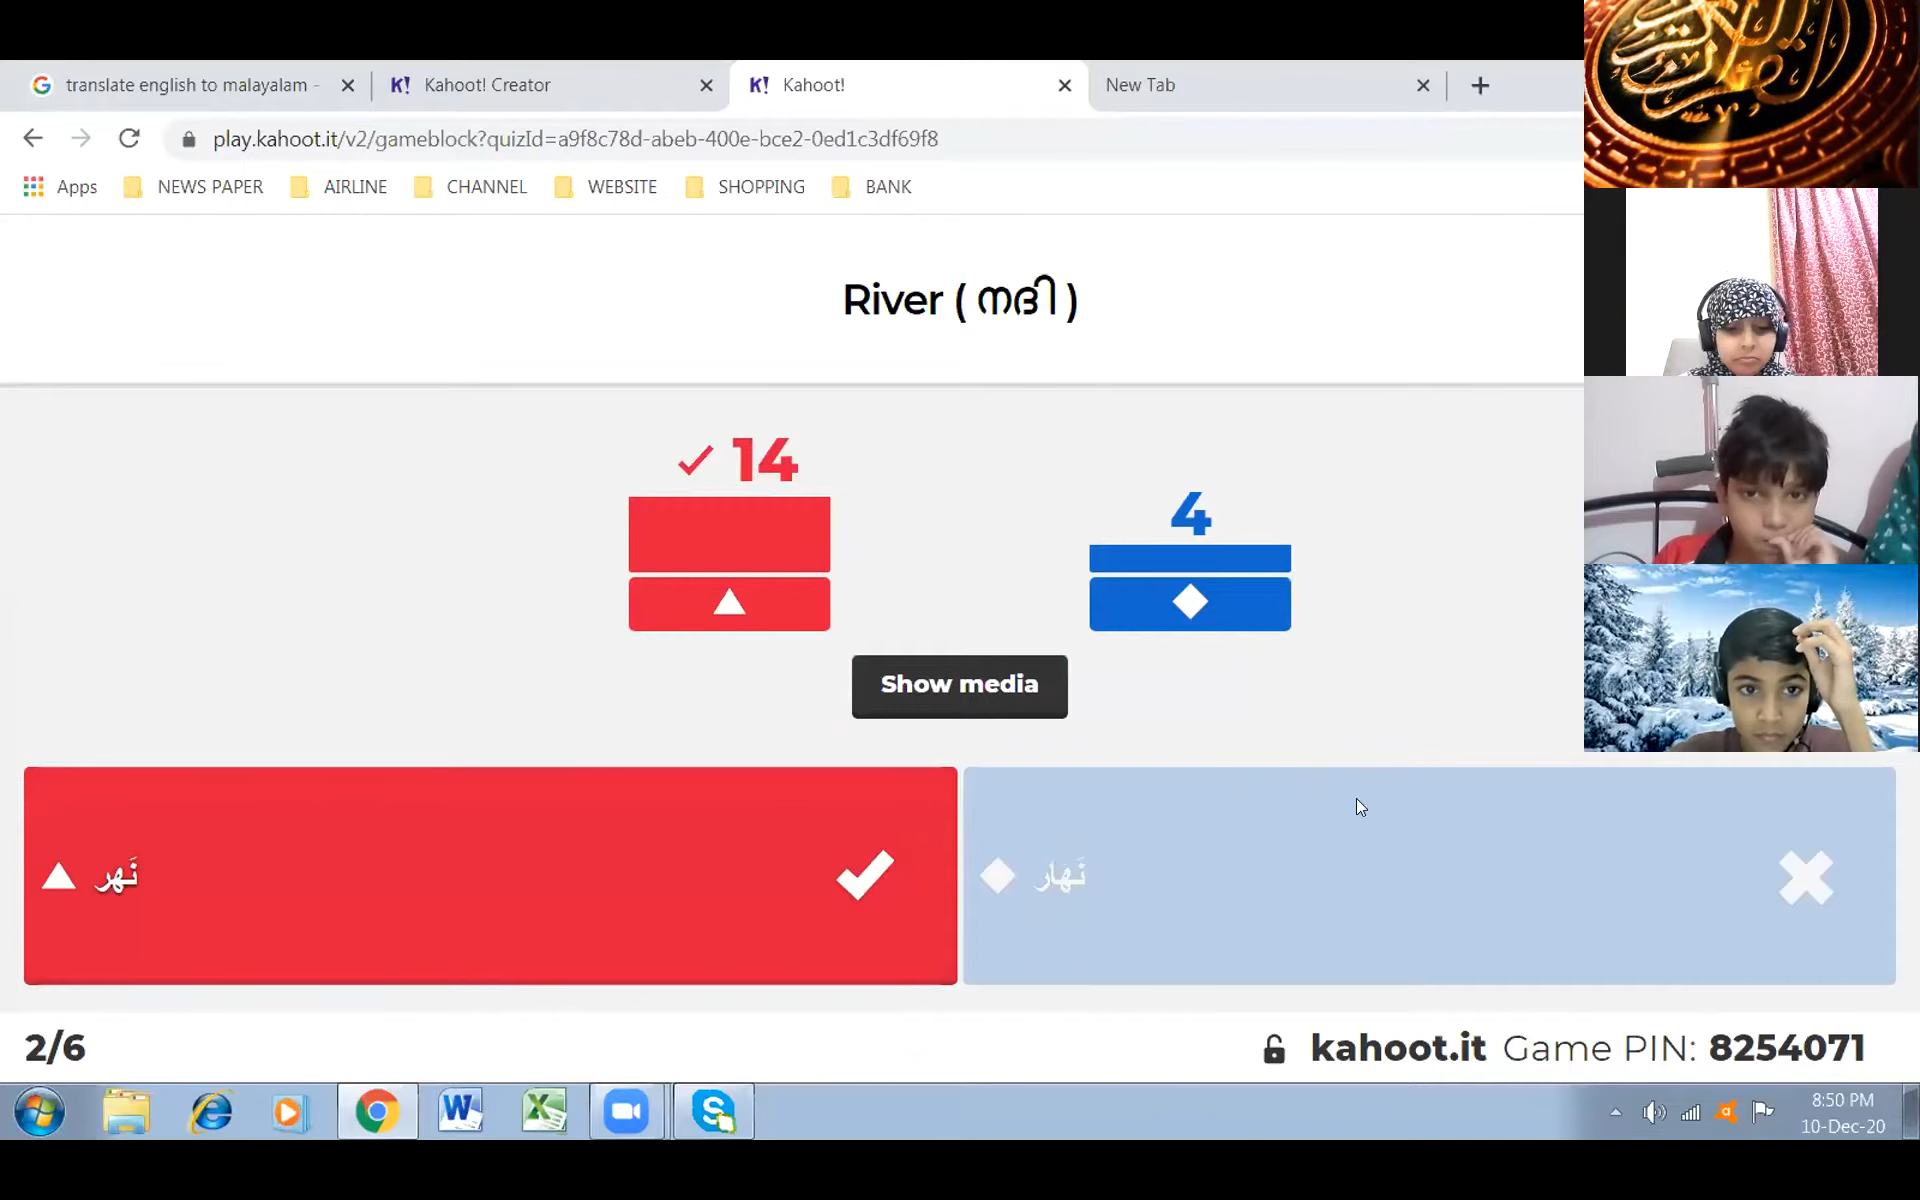 translate english to malayalam -
Kahoot! Creator
Kahoot!
New Tab
play.kahoot.it/v2/gameblock?quizId=a9f8c78d-abeb-400e-bce2-0ed1c3df69f8
Apps
NEWS PAPER
AIRLINE
CHANNEL
WEBSITE
SHOPPING
BANK
River ( നദി )
14
4
Show media
نَهر
نَهَار
2/6
kahoot.it Game PIN: 8254071
8:50 PM
10-Dec-20